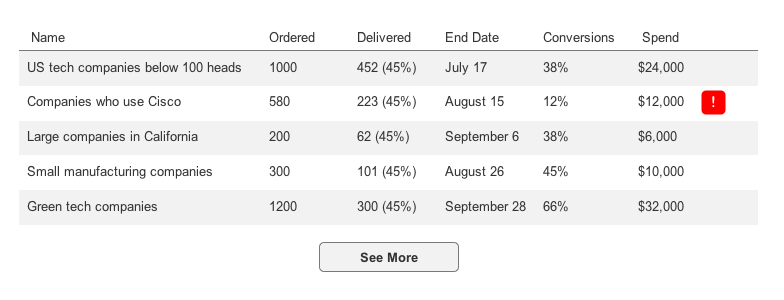 Name Ordered Delivered End Date Conversions Spend
US tech companies below 100 heads 1000 452 (45%) July 17 38% $24,000
Companies who use Cisco 580 223 (45%) August 15 12% $12,000 !
Large companies in California 200 62 (45%) September 6 38% $6,000
Small manufacturing companies 300 101 (45%) August 26 45% $10,000
Green tech companies 1200 300 (45%) September 28 66% $32,000
See More